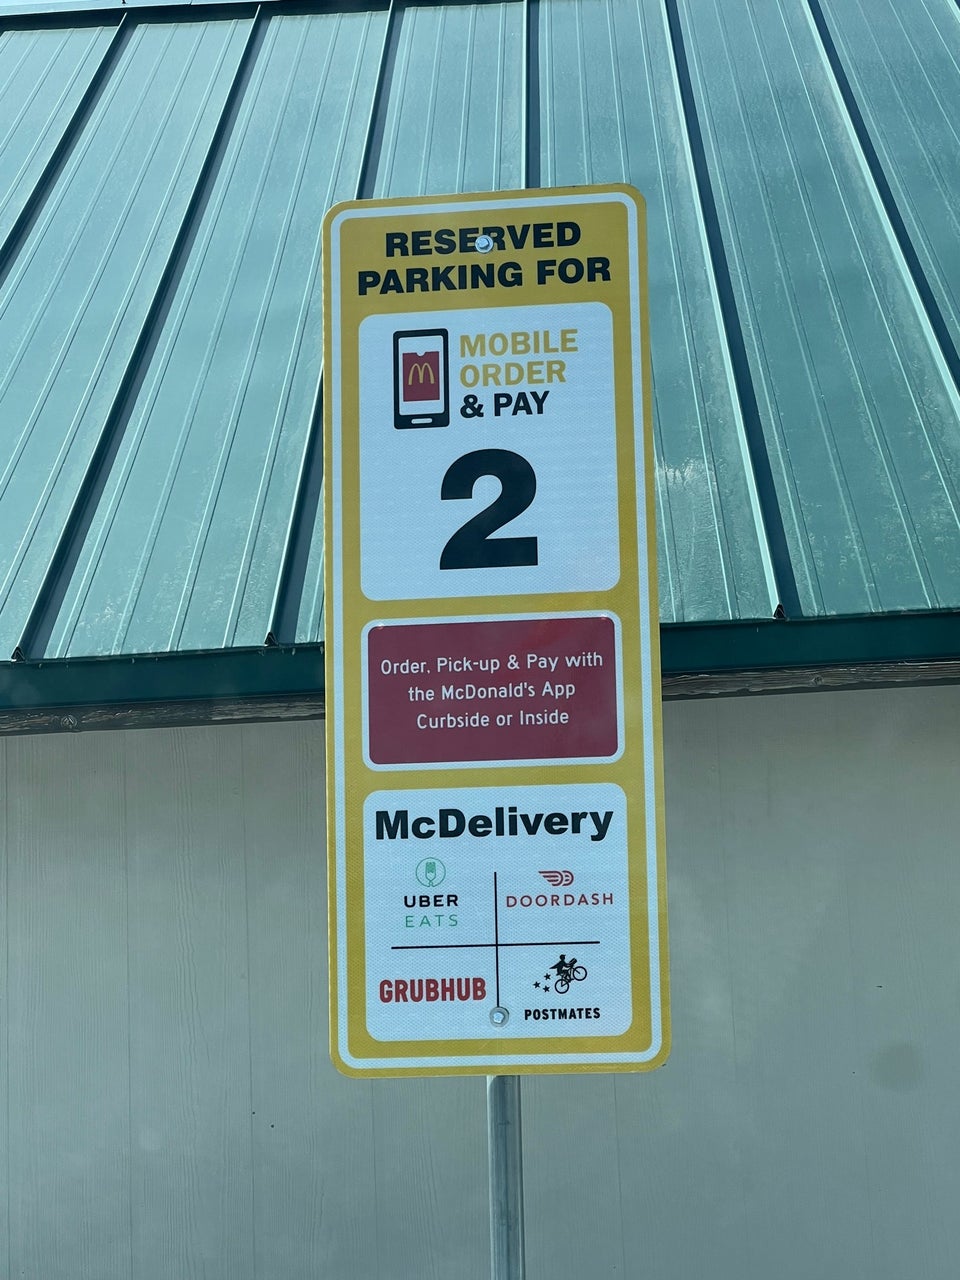 RESERVED
PARKING FOR
MOBILE
ORDER
& PAY
2
Order, Pick-up & Pay with
the McDonald's App
Curbside or Inside
McDelivery
UBER
EATS
DOORDASH
GRUBHUB
POSTMATES